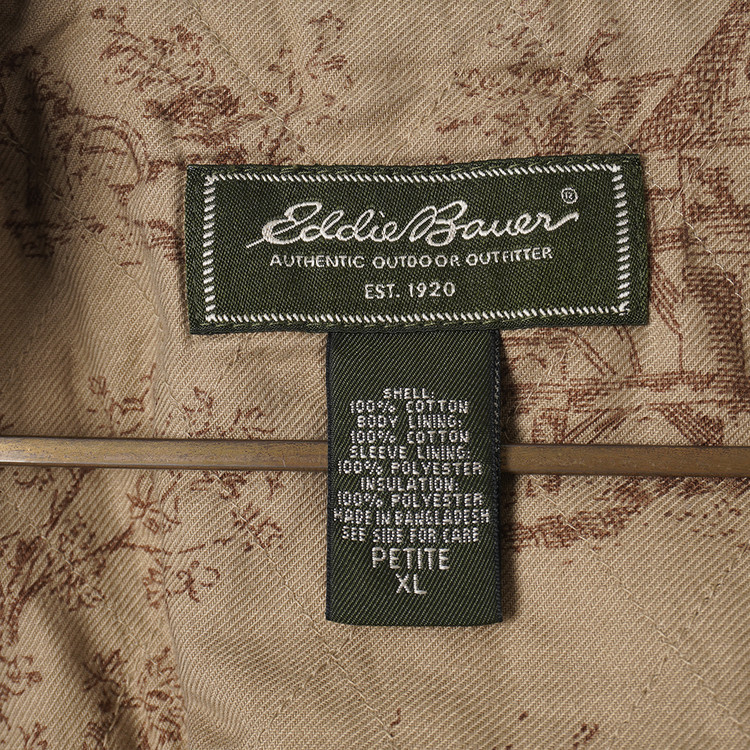 Eddie Bauer ®
AUTHENTIC OUTDOOR OUTFITTER
EST. 1920
SHELL:
100% COTTON
BODY LINING:
100% COTTON
SLEEVE LINING:
100% POLYESTER
INSULATION:
100% POLYESTER
MADE IN BANGLADESH
SEE SIDE FOR CARE
PETITE
XL